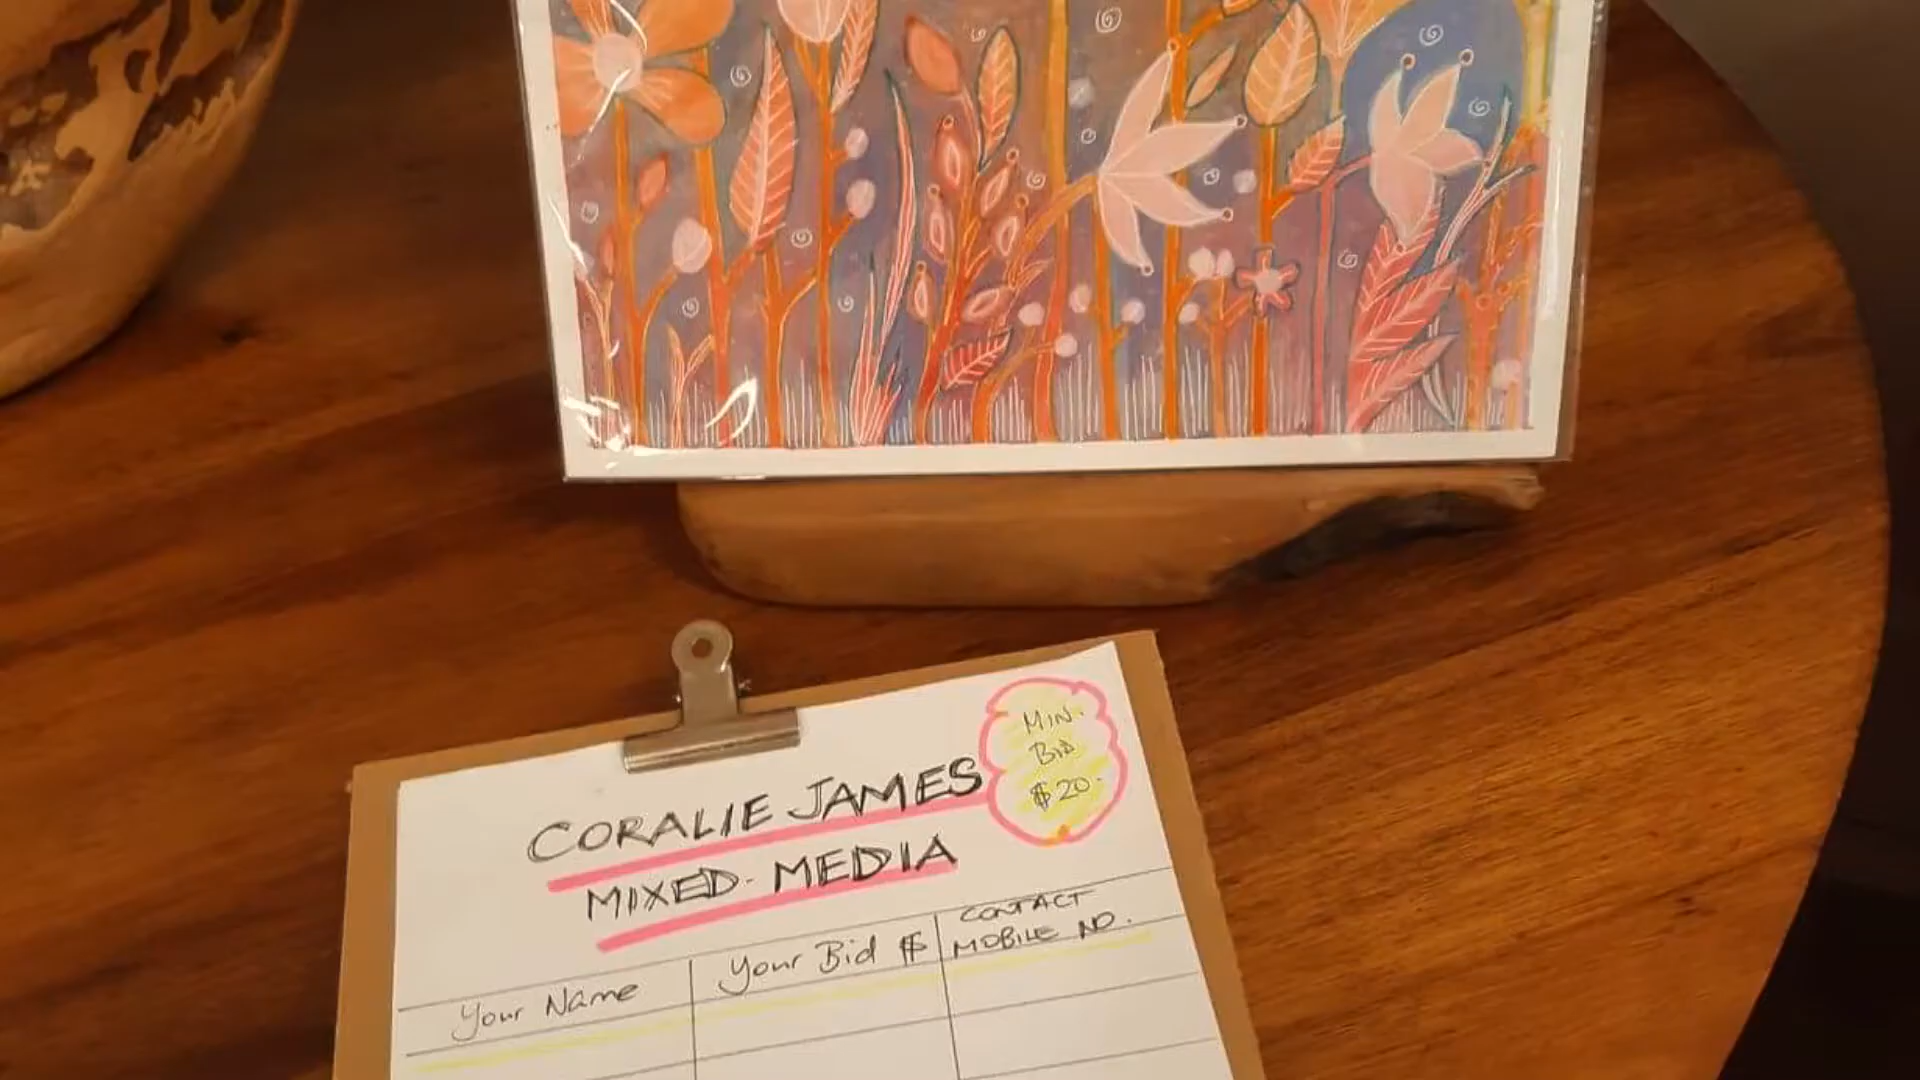 CORALIE JAMES
MIXED-MEDIA
MIN.
BID
$20-
Your Name
Your Bid $
CONTACT
MOBILE NO.